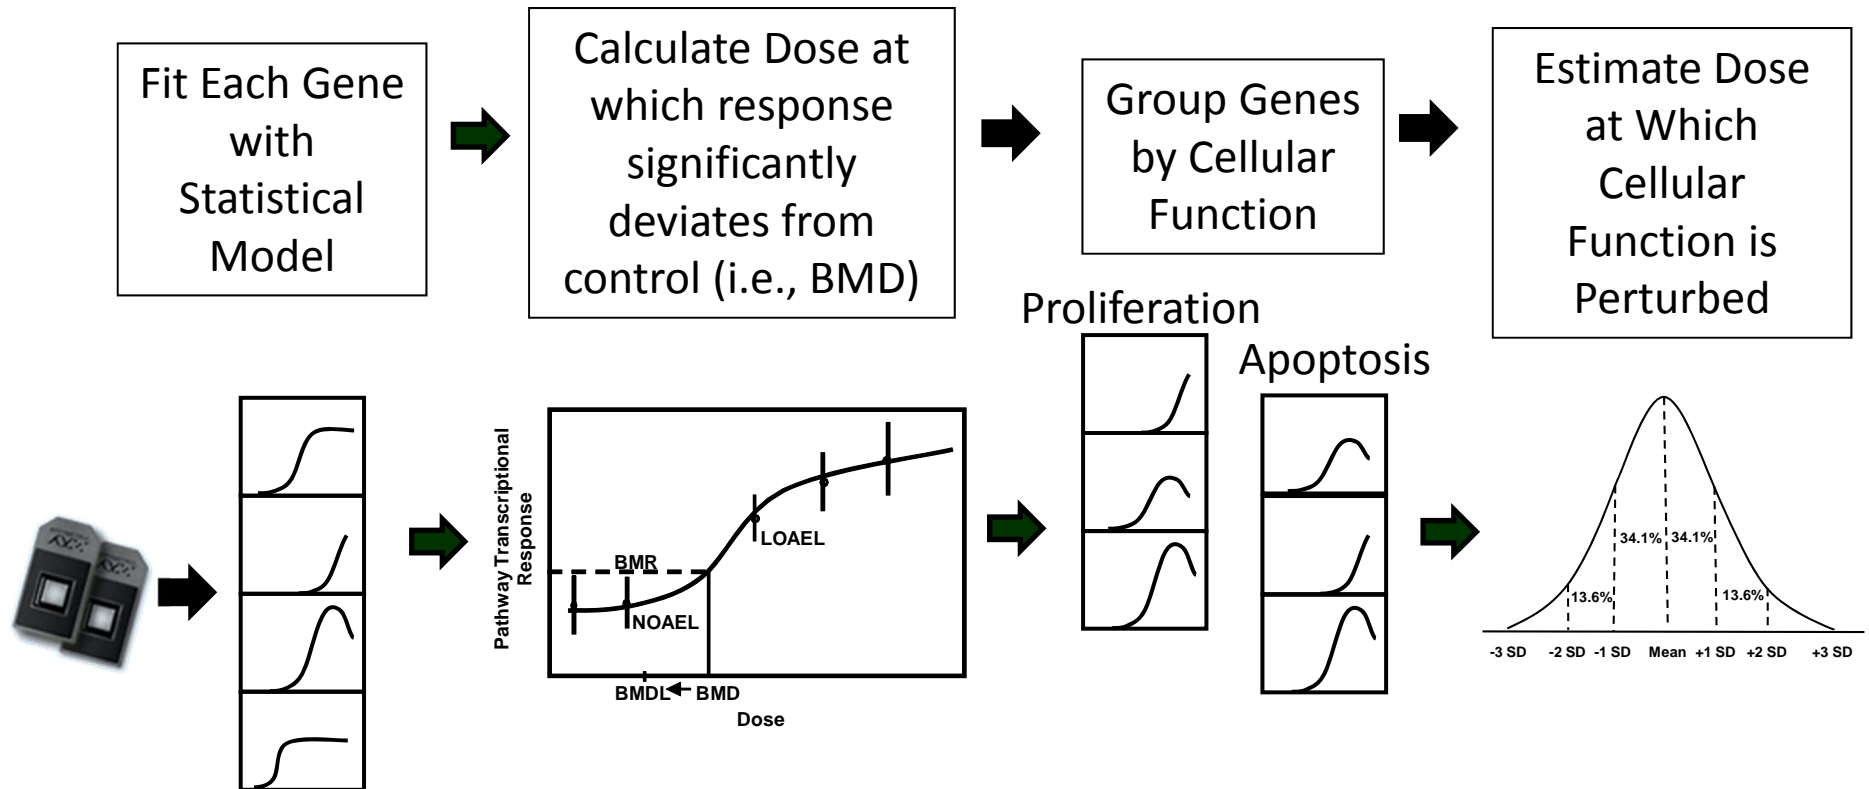 Fit Each Gene
with
Statistical
Model
Calculate Dose at
which response
significantly
deviates from
control (i.e., BMD)
Group Genes
by Cellular
Function
Estimate Dose
at Which
Cellular
Function is
Perturbed
Proliferation
Apoptosis
Pathway Transcriptional
Response
BMR
LOAEL
NOAEL
BMDL
BMD
Dose
34.1%
34.1%
13.6%
13.6%
-3 SD
-2 SD
-1 SD
Mean
+1 SD
+2 SD
+3 SD